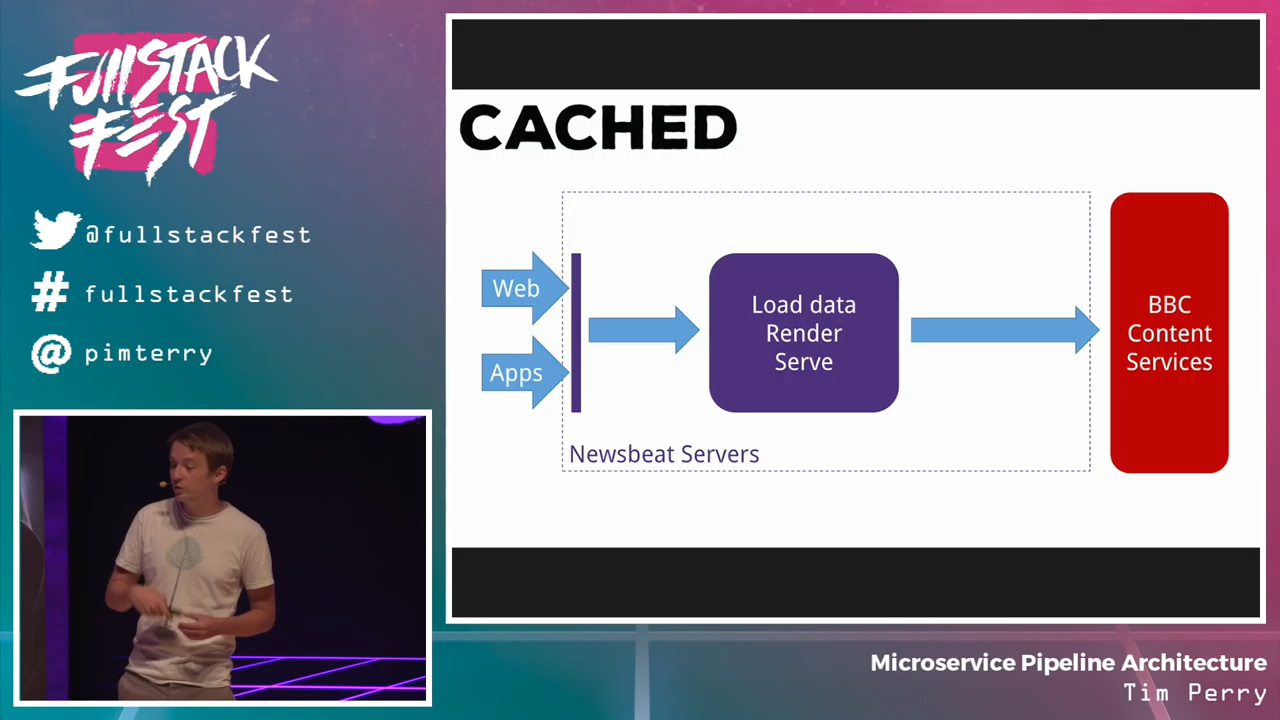 FullSTACK
FEST
@fullstackfest
# fullstackfest
@ pimterry
CACHED
Web
Apps
Load data
Render
Serve
BBC
Content
Services
Newsbeat Servers
Microservice Pipeline Architecture
Tim Perry